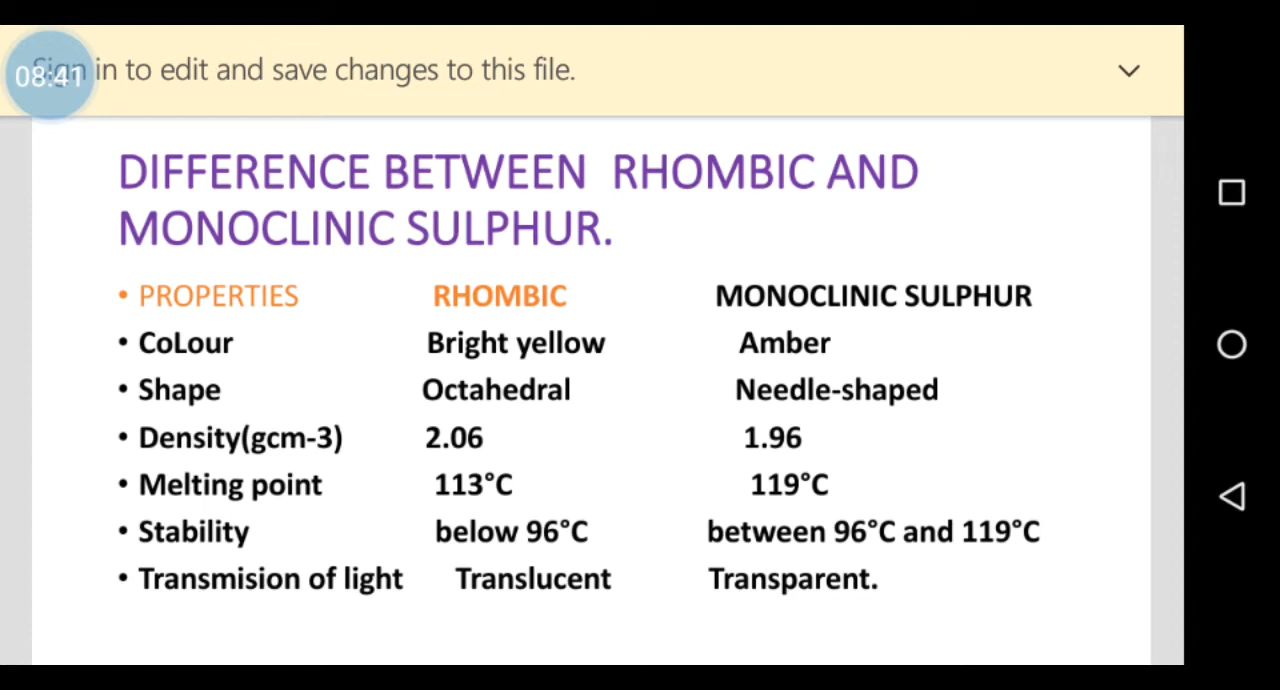 Sign in to edit and save changes to this file.
08:41
DIFFERENCE BETWEEN RHOMBIC AND
MONOCLINIC SULPHUR.
• PROPERTIES RHOMBIC MONOCLINIC SULPHUR
• CoLour Bright yellow Amber
• Shape Octahedral Needle-shaped
• Density(gcm-3) 2.06 1.96
• Melting point 113°C 119°C
• Stability below 96°C between 96°C and 119°C
• Transmision of light Translucent Transparent.